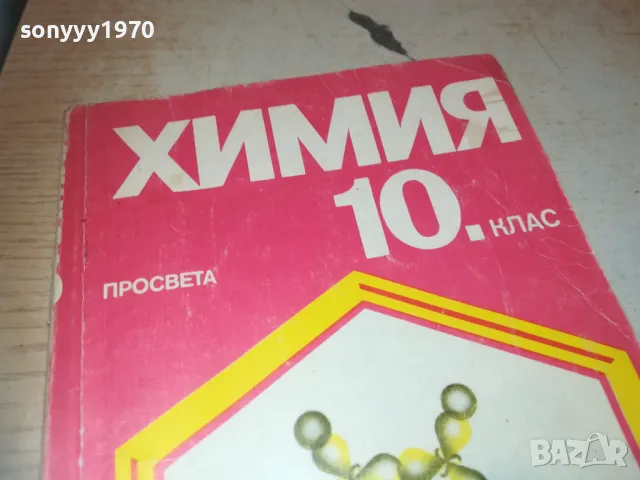 sonyyy1970
ХИМИЯ
10. КЛАС
ПРОСВЕТА
BAZAR